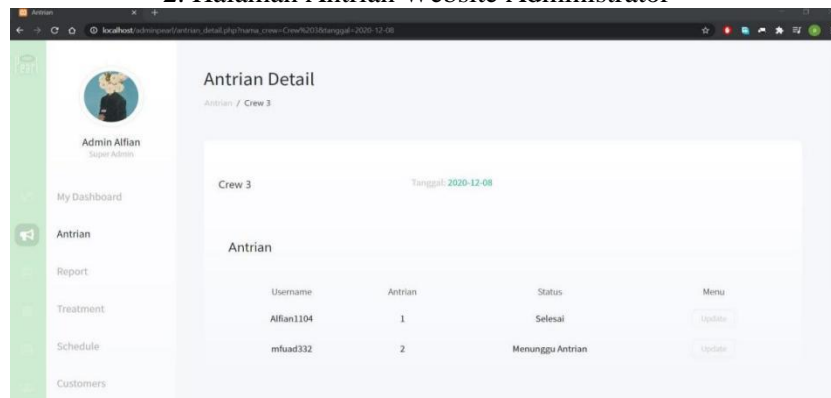 2. Halaman Antrian Website Administrator
Antrian
localhost/adminpearl/antrian_detail.php?nama_crew=Crew%203&tanggal=2020-12-08
Antrian Detail
Antrian / Crew 3
Admin Alfian
Super Admin
My Dashboard
Antrian
Report
Treatment
Schedule
Customers
Crew 3
Tanggal: 2020-12-08
Antrian
Username Antrian Status Menu
Alfian1104 1 Selesai Update
mfuad332 2 Menunggu Antrian Update